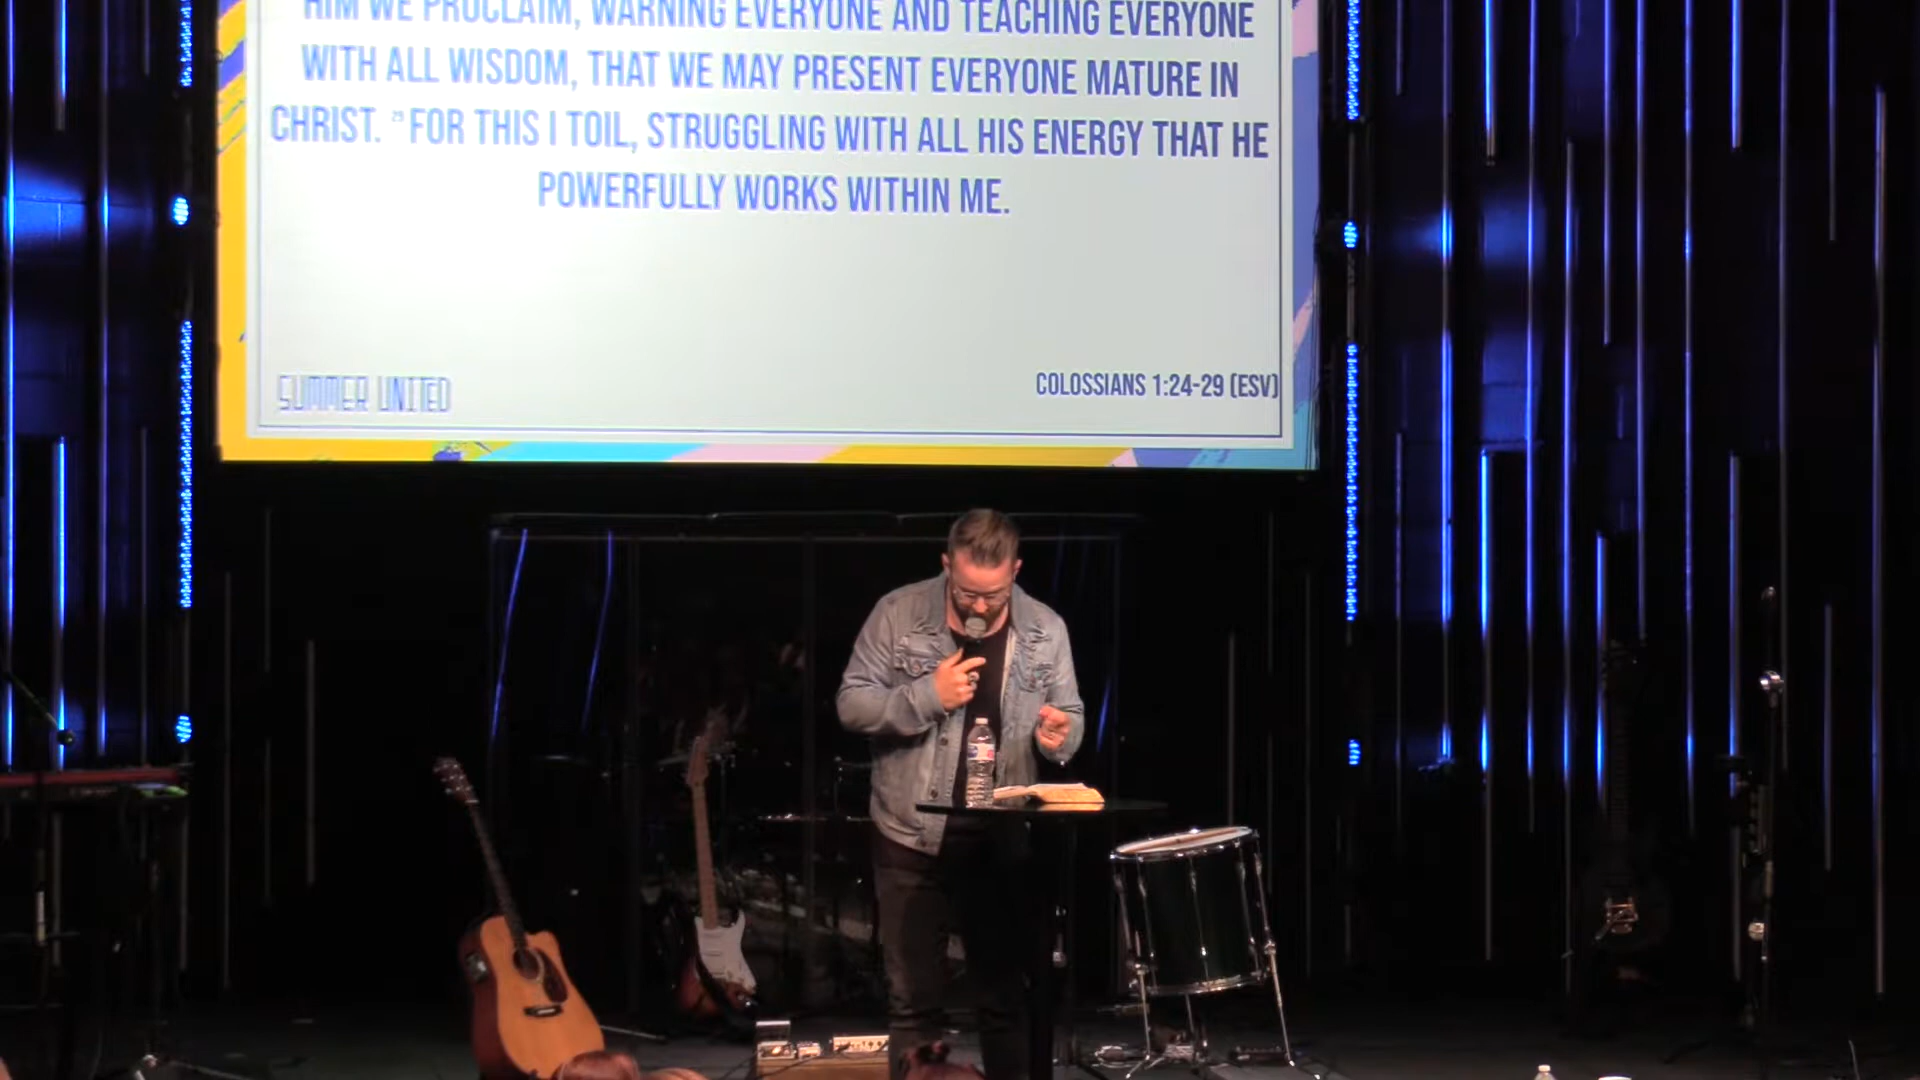 HIM WE PROCLAIM, WARNING EVERYONE AND TEACHING EVERYONE
WITH ALL WISDOM, THAT WE MAY PRESENT EVERYONE MATURE IN
CHRIST. 29 FOR THIS I TOIL, STRUGGLING WITH ALL HIS ENERGY THAT HE
POWERFULLY WORKS WITHIN ME.
SUMMER UNITED
COLOSSIANS 1:24-29 (ESV)